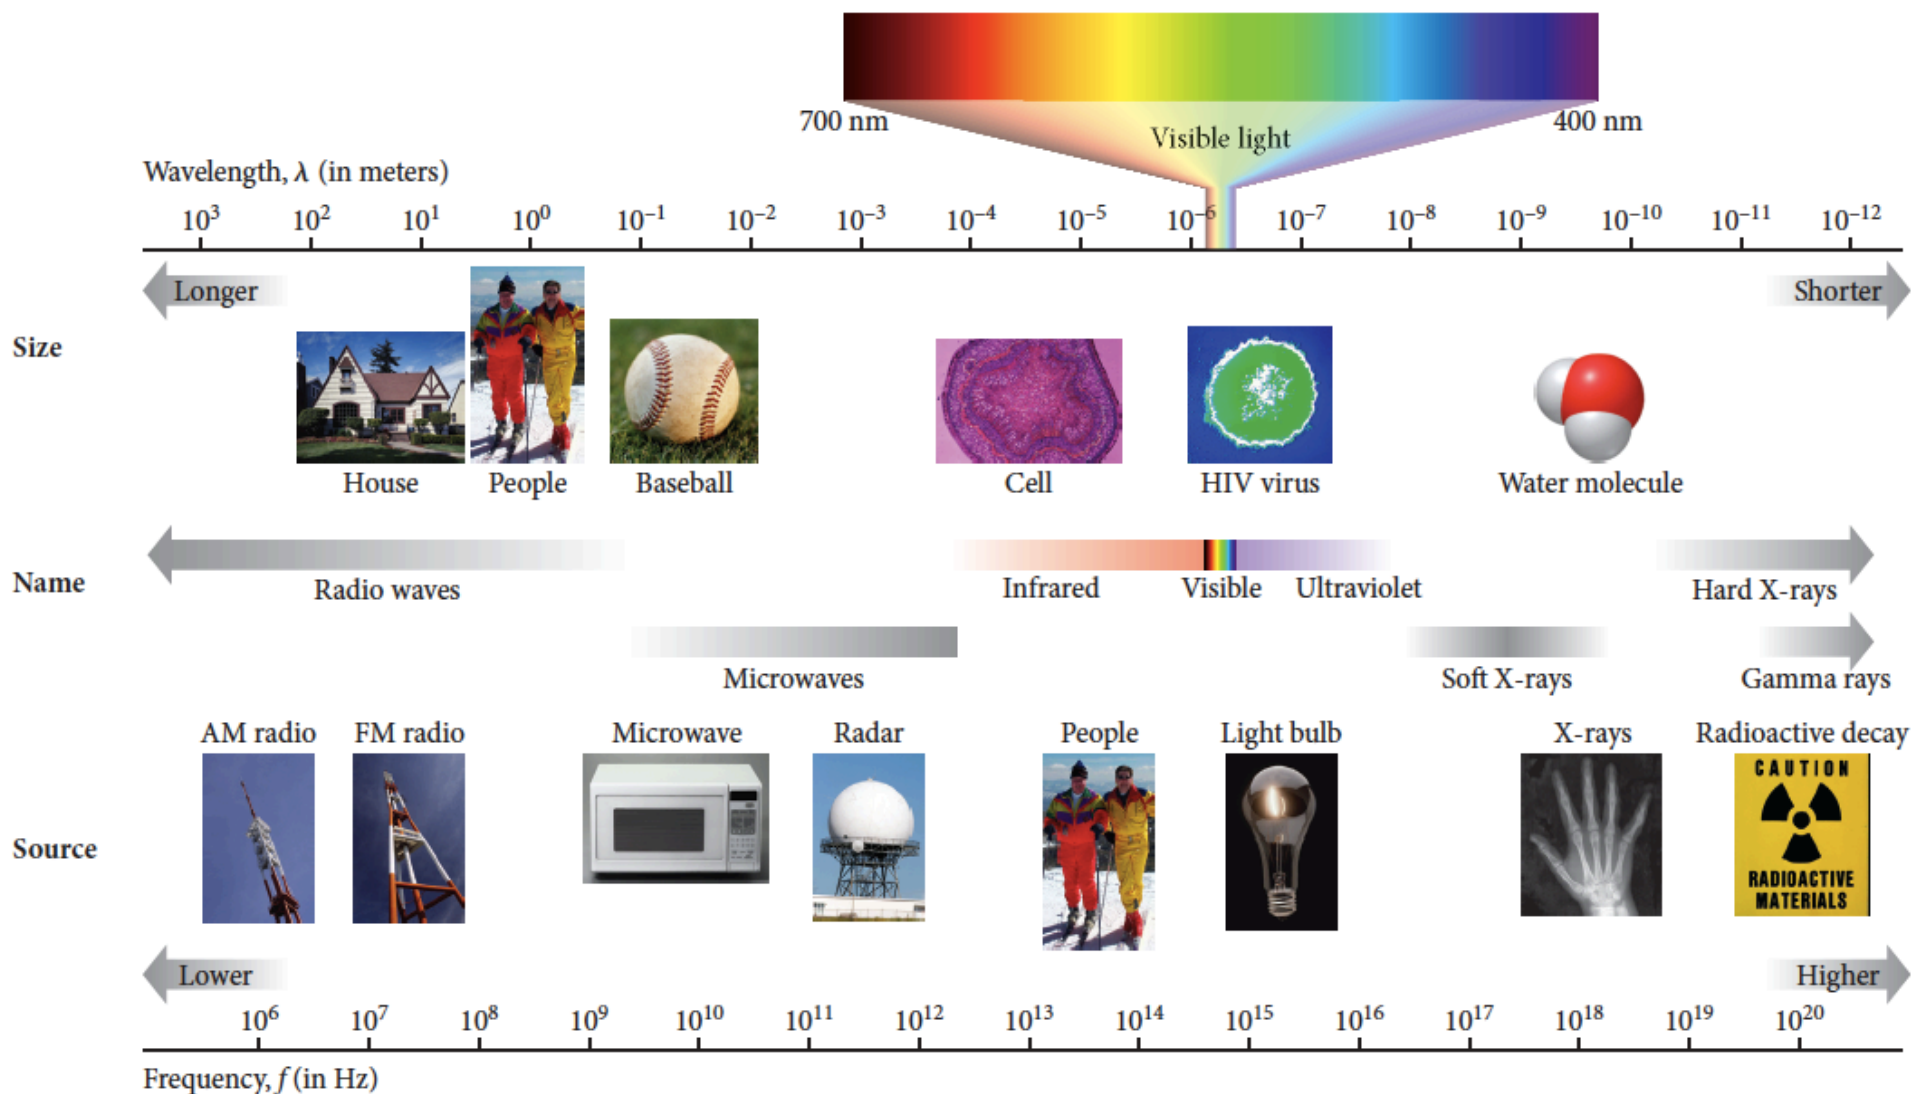 700 nm
400 nm
Visible light
Wavelength, λ (in meters)
10³ 10² 10¹ 10⁰ 10⁻¹ 10⁻² 10⁻³ 10⁻⁴ 10⁻⁵ 10⁻⁶ 10⁻⁷ 10⁻⁸ 10⁻⁹ 10⁻¹⁰ 10⁻¹¹ 10⁻¹²
Longer
Shorter
Size
House People Baseball Cell HIV virus Water molecule
Name
Radio waves Infrared Visible Ultraviolet Hard X-rays
Microwaves Soft X-rays Gamma rays
AM radio FM radio Microwave Radar People Light bulb X-rays Radioactive decay
Source
CAUTION
RADIOACTIVE
MATERIALS
Lower
Higher
10⁶ 10⁷ 10⁸ 10⁹ 10¹⁰ 10¹¹ 10¹² 10¹³ 10¹⁴ 10¹⁵ 10¹⁶ 10¹⁷ 10¹⁸ 10¹⁹ 10²⁰
Frequency, f (in Hz)